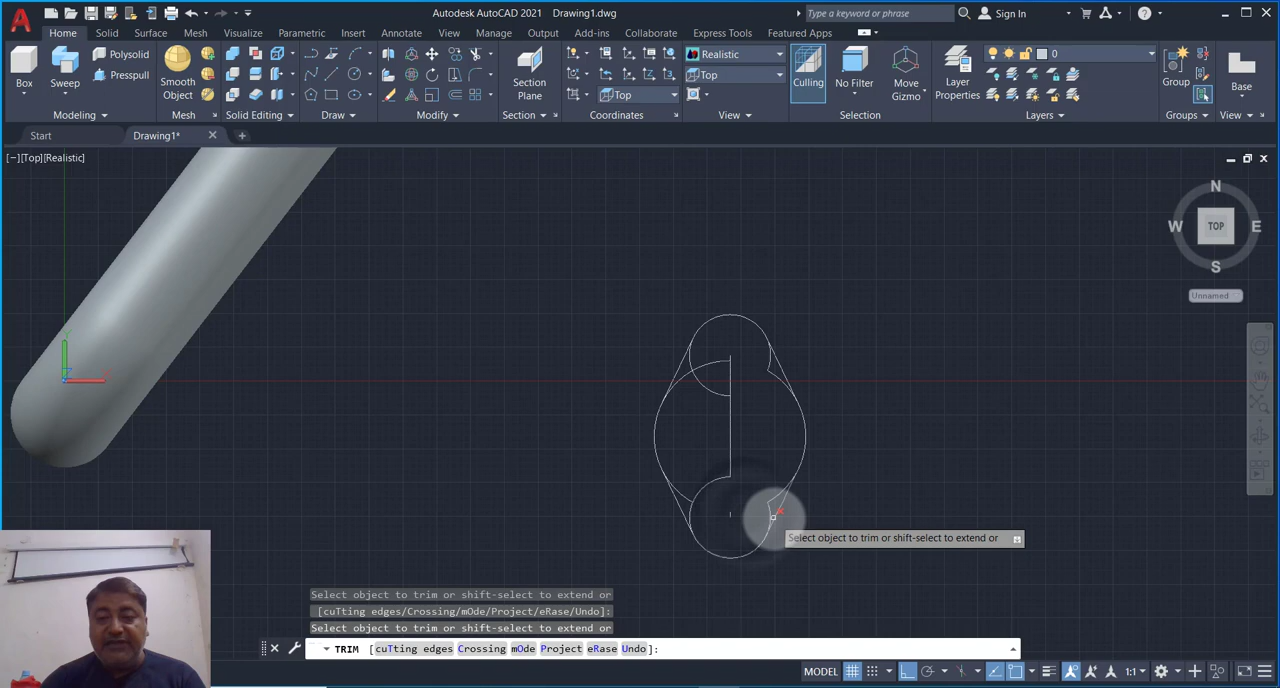 Autodesk AutoCAD 2021 Drawing1.dwg
Type a keyword or phrase
Sign In
Home Solid Surface Mesh Visualize Parametric Insert Annotate View Manage Output Add-ins Collaborate Express Tools Featured Apps
Box
Sweep
Polysolid
Presspull
Smooth
Object
Section
Plane
Top
Realistic
Top
Culling
No Filter
Move
Gizmo
Layer
Properties
0
Group
Base
Modeling
Mesh
Solid Editing
Draw
Modify
Section
Coordinates
View
Selection
Layers
Groups
View
Start
Drawing1*
[−][Top][Realistic]
N
W
TOP
E
S
Unnamed
Select object to trim or shift-select to extend or
Select object to trim or shift-select to extend or
[cuTting edges/Crossing/mOde/Project/eRase/Undo]:
Select object to trim or shift-select to extend or
TRIM [cuTting edges Crossing mOde Project eRase Undo]:
MODEL
1:1